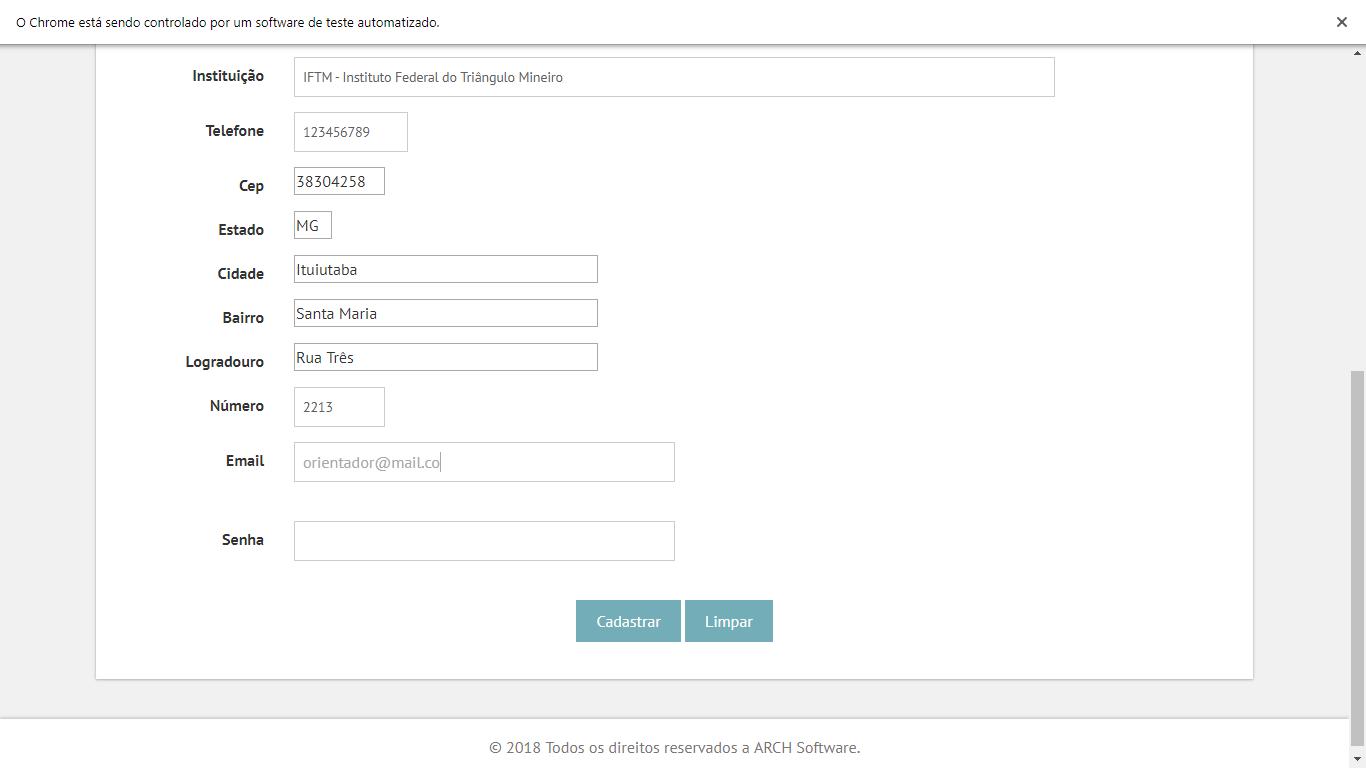 O Chrome está sendo controlado por um software de teste automatizado.
Instituição IFTM - Instituto Federal do Triângulo Mineiro
Telefone 123456789
Cep 38304258
Estado MG
Cidade Ituiutaba
Bairro Santa Maria
Logradouro Rua Três
Número 2213
Email orientador@mail.co
Senha
Cadastrar Limpar
© 2018 Todos os direitos reservados a ARCH Software.